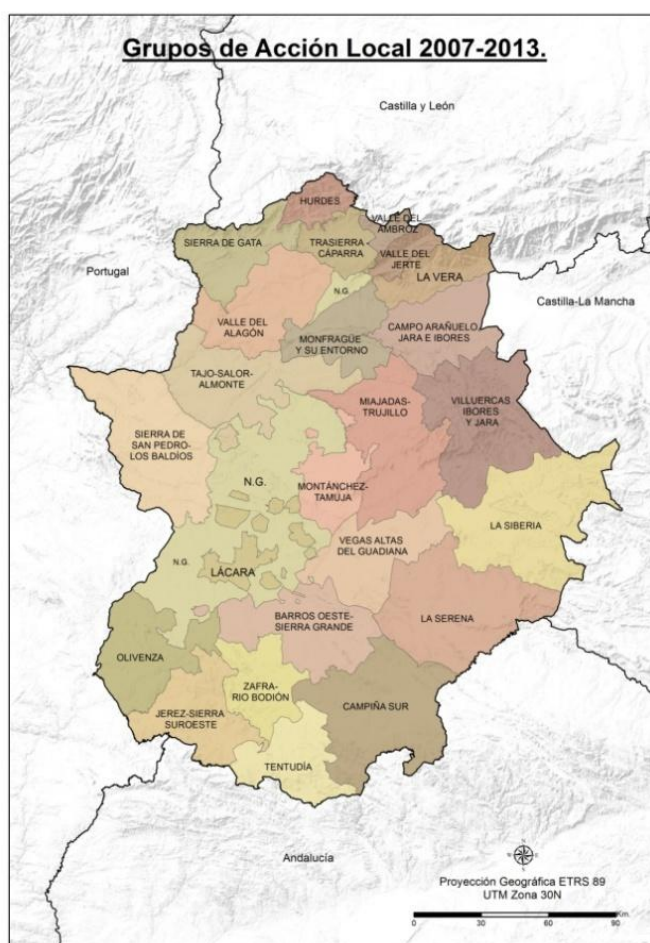 Grupos de Acción Local 2007-2013.
Castilla y León
HURDES
VALLE DEL
AMBROZ
SIERRA DE GATA
TRASIERRA
CÁPARRA
VALLE DEL
JERTE
LA VERA
Portugal
N.G.
Castilla-La Mancha
VALLE DEL
ALAGÓN
MONFRAGÜE
Y SU ENTORNO
CAMPO ARAÑUELO,
JARA E IBORES
TAJO-SALOR-
ALMONTE
MIAJADAS-
TRUJILLO
VILLUERCAS
IBORES
Y JARA
SIERRA DE
SAN PEDRO-
LOS BALDÍOS
N.G.
MONTÁNCHEZ-
TAMUJA
LA SIBERIA
VEGAS ALTAS
DEL GUADIANA
N.G.
LÁCARA
BARROS OESTE-
SIERRA GRANDE
LA SERENA
OLIVENZA
ZAFRA-
RIO BODIÓN
JEREZ-SIERRA
SUROESTE
CAMPIÑA SUR
TENTUDÍA
Andalucía
Proyección Geográfica ETRS 89
UTM Zona 30N
Km.
0 30 60 90